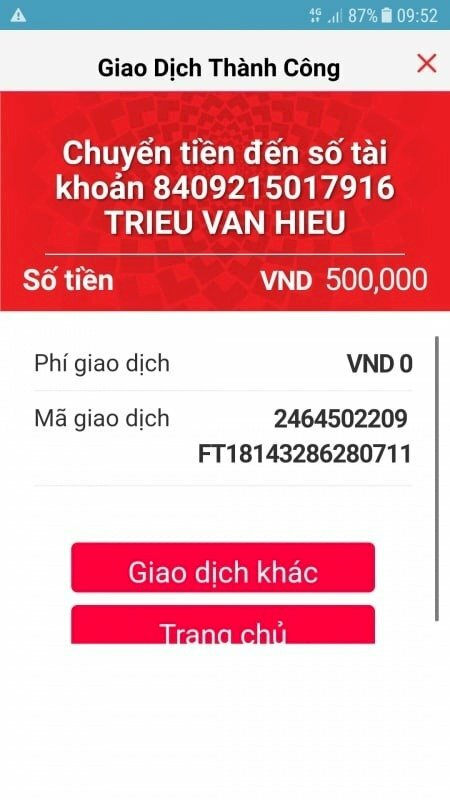 4G 87% 09:52
Giao Dịch Thành Công
Chuyển tiền đến số tài
khoản 8409215017916
TRIEU VAN HIEU
Số tiền VND 500,000
Phí giao dịch VND 0
Mã giao dịch 2464502209
FT18143286280711
Giao dịch khác
Trang chủ